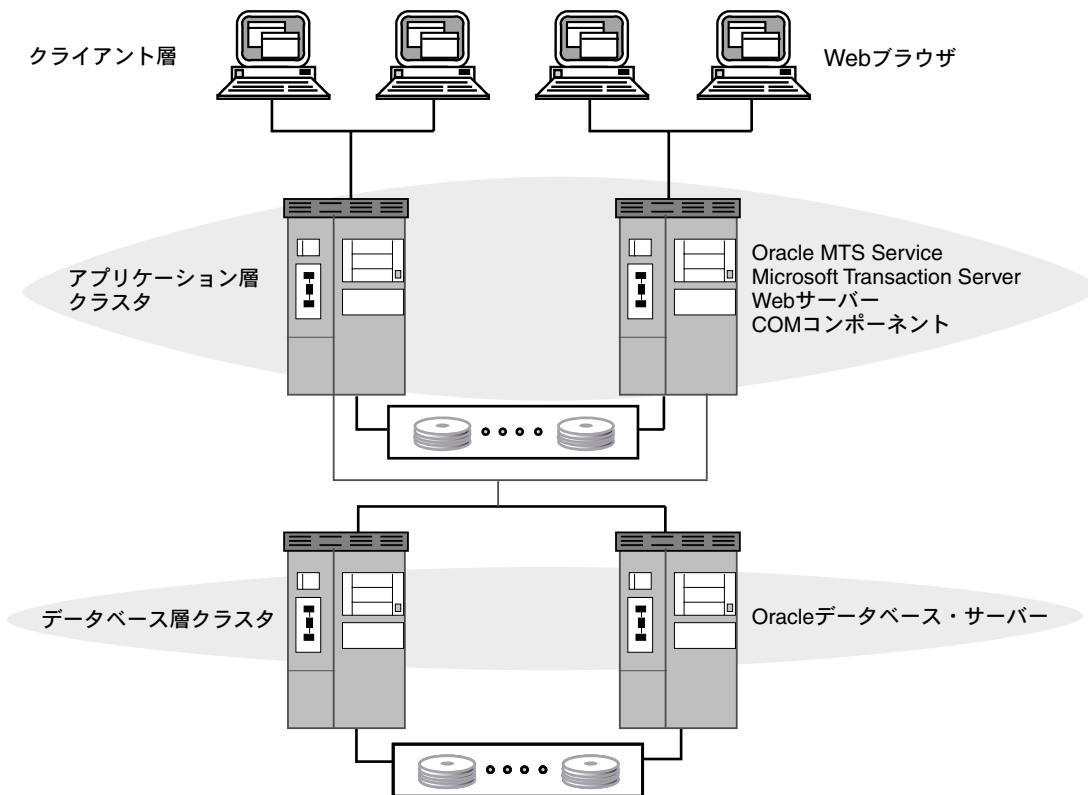 クライアント層
Webブラウザ
アプリケーション層
クラスタ
Oracle MTS Service
Microsoft Transaction Server
Webサーバー
COMコンポーネント
データベース層クラスタ
Oracleデータベース・サーバー